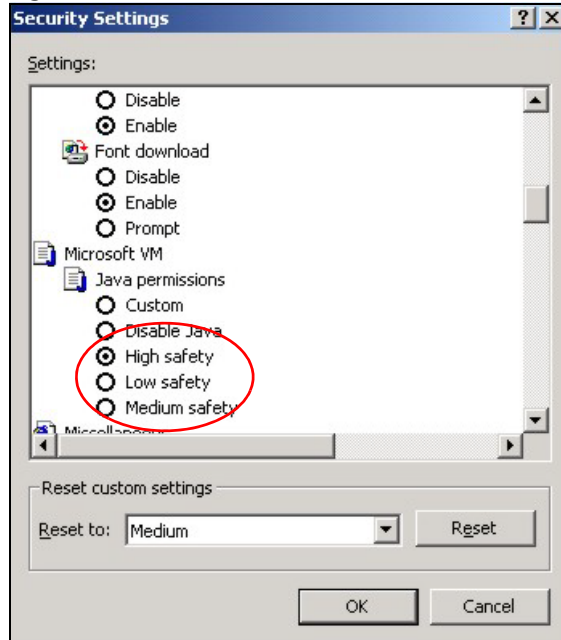 Security Settings
Settings:
Disable
Enable
Font download
Disable
Enable
Prompt
Microsoft VM
Java permissions
Custom
Disable Java
High safety
Low safety
Medium safety
Miscellaneous
Reset custom settings
Reset to: Medium Reset
OK Cancel